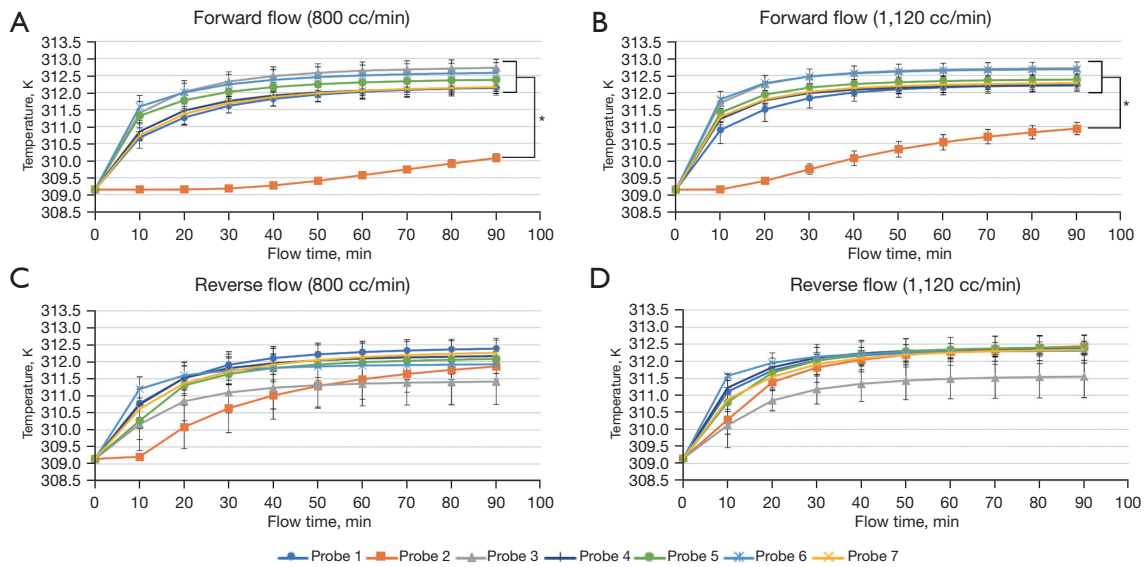 A
Forward flow (800 cc/min)
Temperature, K
313.5
313.0
312.5
312.0
311.5
311.0
310.5
310.0
309.5
309.0
308.5
*
0 10 20 30 40 50 60 70 80 90 100
Flow time, min
B
Forward flow (1,120 cc/min)
Temperature, K
313.5
313.0
312.5
312.0
311.5
311.0
310.5
310.0
309.5
309.0
308.5
*
0 10 20 30 40 50 60 70 80 90 100
Flow time, min
C
Reverse flow (800 cc/min)
Temperature, K
313.5
313.0
312.5
312.0
311.5
311.0
310.5
310.0
309.5
309.0
308.5
0 10 20 30 40 50 60 70 80 90 100
Flow time, min
D
Reverse flow (1,120 cc/min)
Temperature, K
313.5
313.0
312.5
312.0
311.5
311.0
310.5
310.0
309.5
309.0
308.5
0 10 20 30 40 50 60 70 80 90 100
Flow time, min
Probe 1 Probe 2 Probe 3 Probe 4 Probe 5 Probe 6 Probe 7